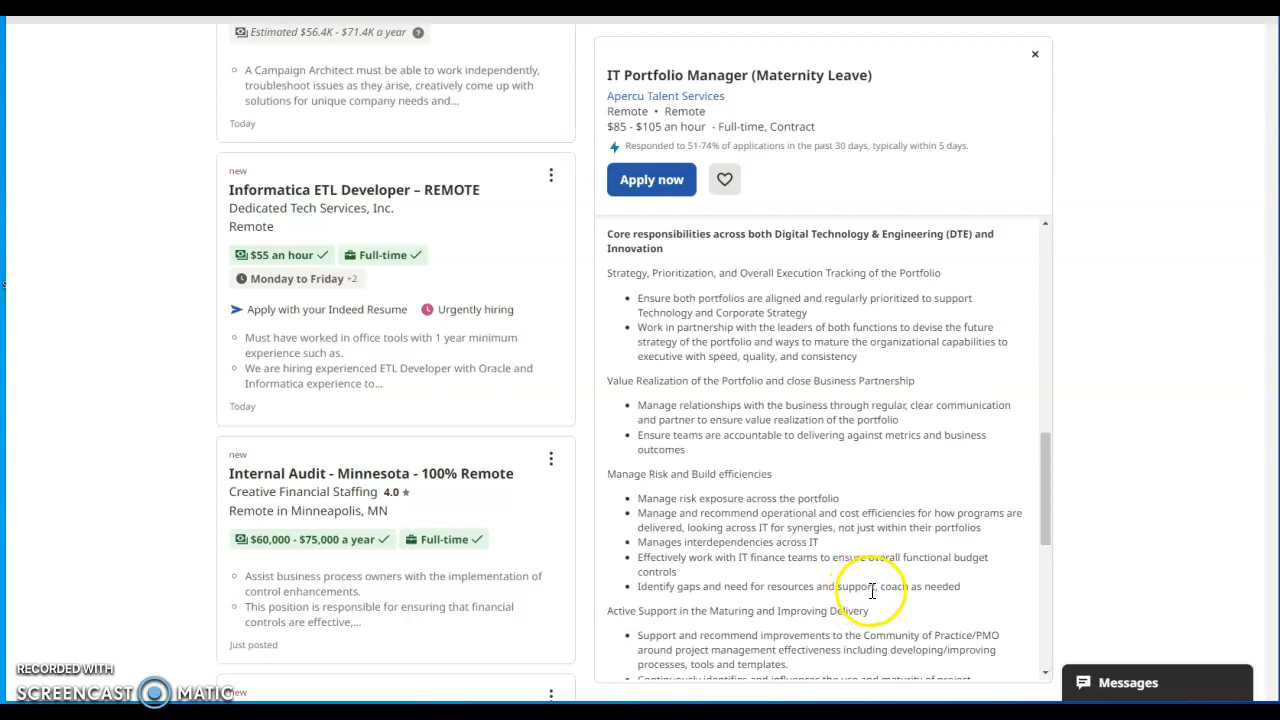 Estimated $56.4K - $71.4K a year ?
A Campaign Architect must be able to work independently,
troubleshoot issues as they arise, creatively come up with
solutions for unique company needs and...
Today
new
Informatica ETL Developer – REMOTE
Dedicated Tech Services, Inc.
Remote
$55 an hour Full-time
Monday to Friday +2
Apply with your Indeed Resume Urgently hiring
Must have worked in office tools with 1 year minimum
experience such as.
We are hiring experienced ETL Developer with Oracle and
Informatica experience to...
Today
new
Internal Audit - Minnesota - 100% Remote
Creative Financial Staffing 4.0
Remote in Minneapolis, MN
$60,000 - $75,000 a year Full-time
Assist business process owners with the implementation of
control enhancements.
This position is responsible for ensuring that financial
controls are effective,...
Just posted
new
IT Portfolio Manager (Maternity Leave)
Apercu Talent Services
Remote • Remote
$85 - $105 an hour - Full-time, Contract
Responded to 51-74% of applications in the past 30 days, typically within 5 days.
Apply now
Core responsibilities across both Digital Technology & Engineering (DTE) and
Innovation
Strategy, Prioritization, and Overall Execution Tracking of the Portfolio
Ensure both portfolios are aligned and regularly prioritized to support
Technology and Corporate Strategy
Work in partnership with the leaders of both functions to devise the future
strategy of the portfolio and ways to mature the organizational capabilities to
executive with speed, quality, and consistency
Value Realization of the Portfolio and close Business Partnership
Manage relationships with the business through regular, clear communication
and partner to ensure value realization of the portfolio
Ensure teams are accountable to delivering against metrics and business
outcomes
Manage Risk and Build efficiencies
Manage risk exposure across the portfolio
Manage and recommend operational and cost efficiencies for how programs are
delivered, looking across IT for synergies, not just within their portfolios
Manages interdependencies across IT
Effectively work with IT finance teams to ensure overall functional budget
controls
Identify gaps and need for resources and support, coach as needed
Active Support in the Maturing and Improving Delivery
Support and recommend improvements to the Community of Practice/PMO
around project management effectiveness including developing/improving
processes, tools and templates.
Continuously identifies and influences the use and maturity of project
Messages
RECORDED WITH
SCREENCAST MATIC